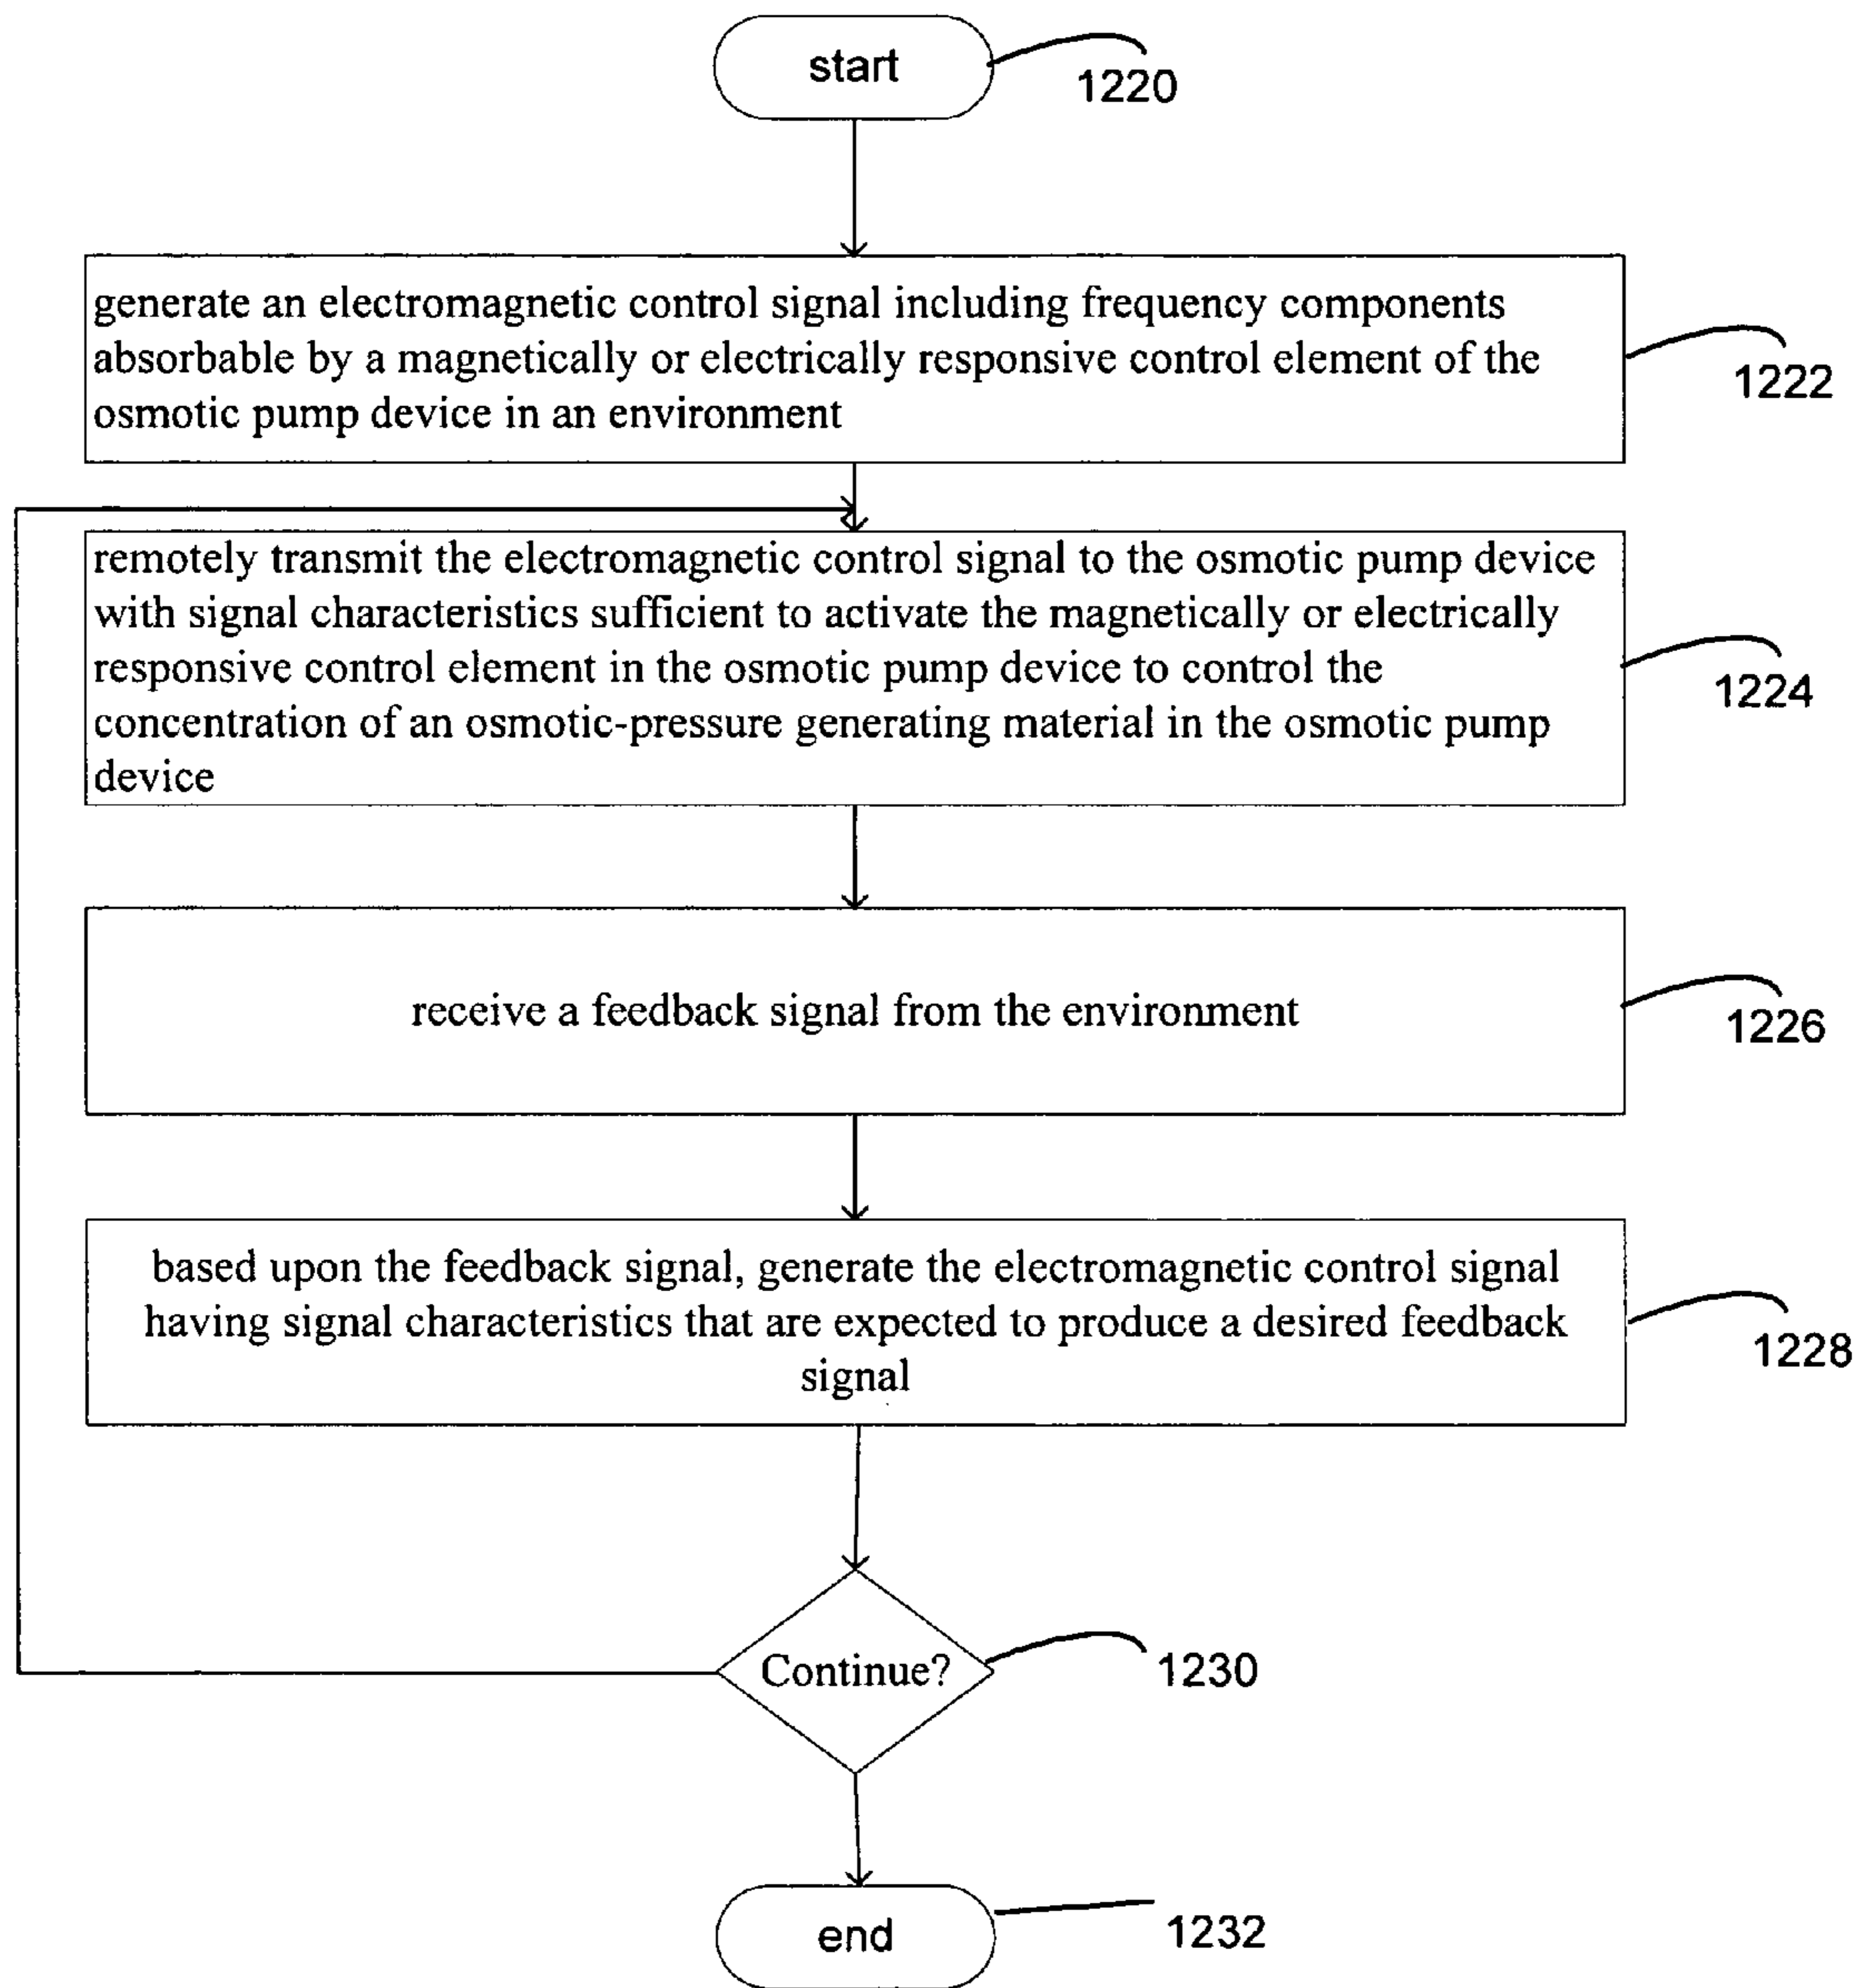 start
1220
generate an electromagnetic control signal including frequency components
absorbable by a magnetically or electrically responsive control element of the
osmotic pump device in an environment
1222
remotely transmit the electromagnetic control signal to the osmotic pump device
with signal characteristics sufficient to activate the magnetically or electrically
responsive control element in the osmotic pump device to control the
concentration of an osmotic-pressure generating material in the osmotic pump
device
1224
receive a feedback signal from the environment
1226
based upon the feedback signal, generate the electromagnetic control signal
having signal characteristics that are expected to produce a desired feedback
signal
1228
Continue?
1230
end
1232